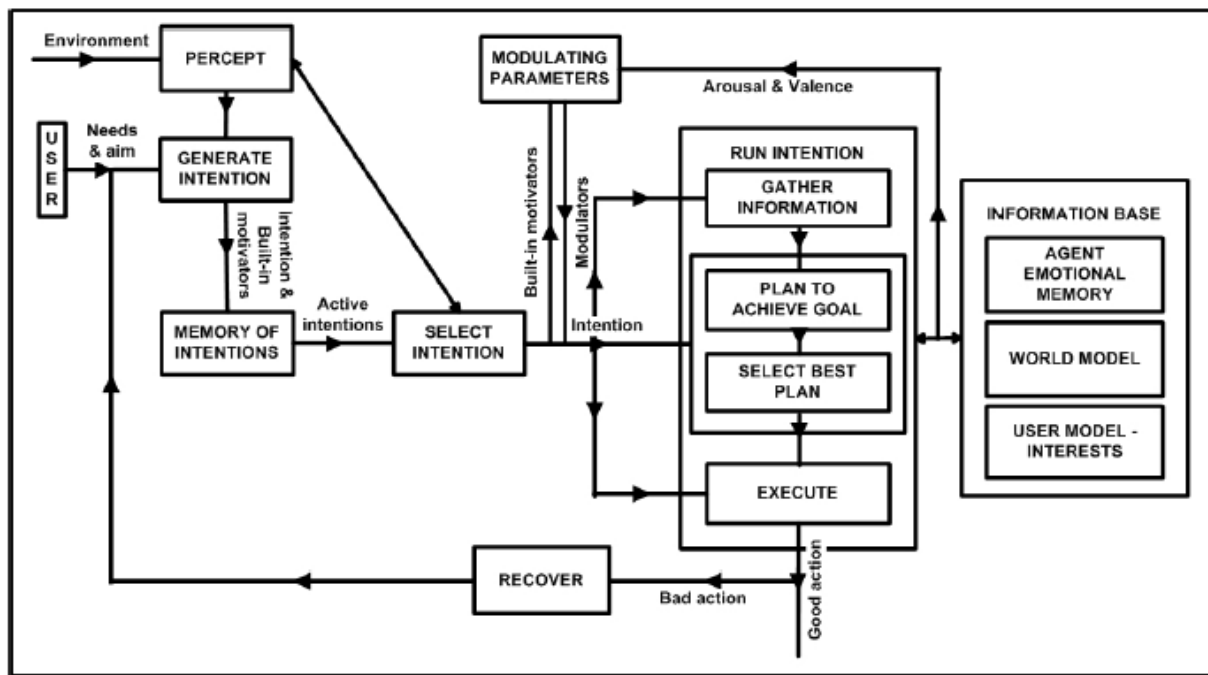 Environment
PERCEPT
MODULATING
PARAMETERS
Arousal & Valence
USER
Needs
& aim
GENERATE
INTENTION
RUN INTENTION
GATHER
INFORMATION
Intention &
Built-in
motivators
Built-in motivators
Modulators
INFORMATION BASE
AGENT
EMOTIONAL
MEMORY
PLAN TO
ACHIEVE GOAL
MEMORY OF
INTENTIONS
Active
intentions
SELECT
INTENTION
Intention
SELECT BEST
PLAN
WORLD MODEL
USER MODEL -
INTERESTS
EXECUTE
RECOVER
Bad action
Good action